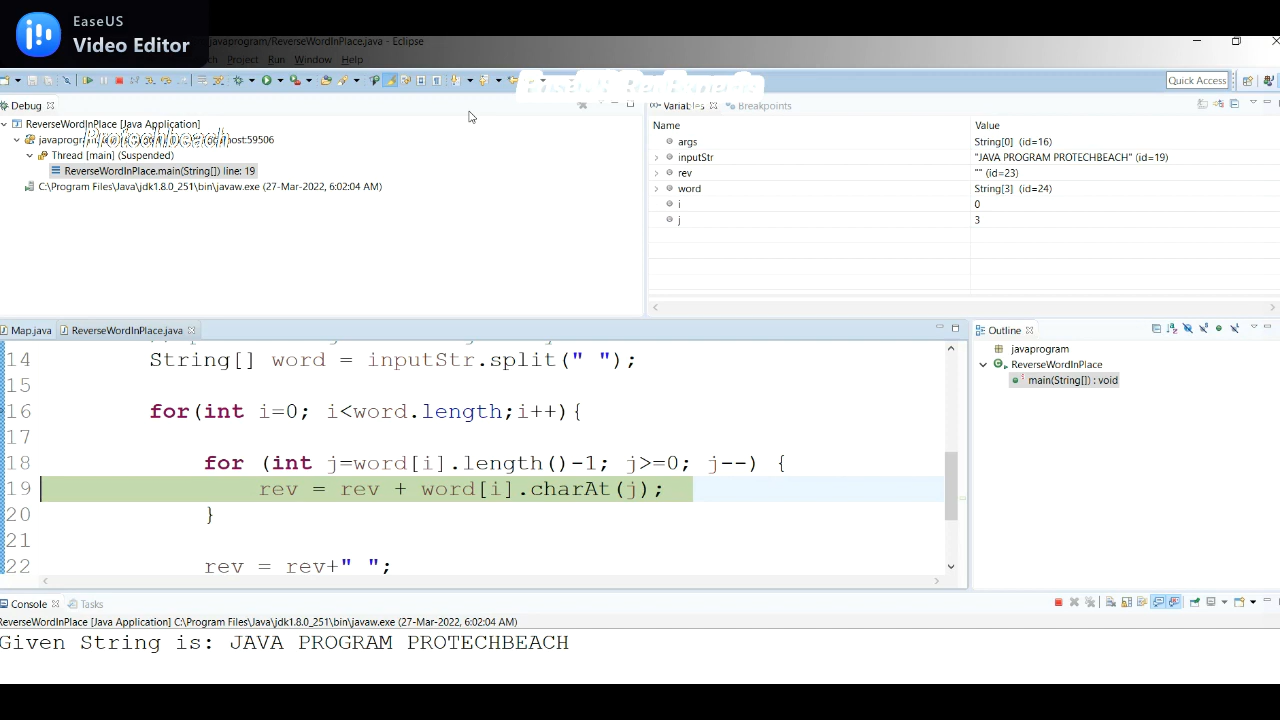 EaseUS
Video Editor
javaprogram/ReverseWordInPlace.java - Eclipse
Project Run Window Help
Quick Access
Debug
Breakpoints
ReverseWordInPlace [Java Application]
Protechbeach
Thread [main] (Suspended)
ReverseWordInPlace.main(String[]) line: 19
C:\Program Files\Java\jdk1.8.0_251\bin\javaw.exe (27-Mar-2022, 6:02:04 AM)
Name Value
args String[0] (id=16)
inputStr "JAVA PROGRAM PROTECHBEACH" (id=19)
rev "" (id=23)
word String[3] (id=24)
i 0
j 3
Map.java ReverseWordInPlace.java
14 String[] word = inputStr.split(" ");
15
16 for(int i=0; i<word.length;i++){
17
18 for (int j=word[i].length()-1; j>=0; j--) {
19 rev = rev + word[i].charAt(j);
20 }
21
22 rev = rev+" ";
Outline
javaprogram
ReverseWordInPlace
main(String[]) : void
Console Tasks
ReverseWordInPlace [Java Application] C:\Program Files\Java\jdk1.8.0_251\bin\javaw.exe (27-Mar-2022, 6:02:04 AM)
Given String is: JAVA PROGRAM PROTECHBEACH